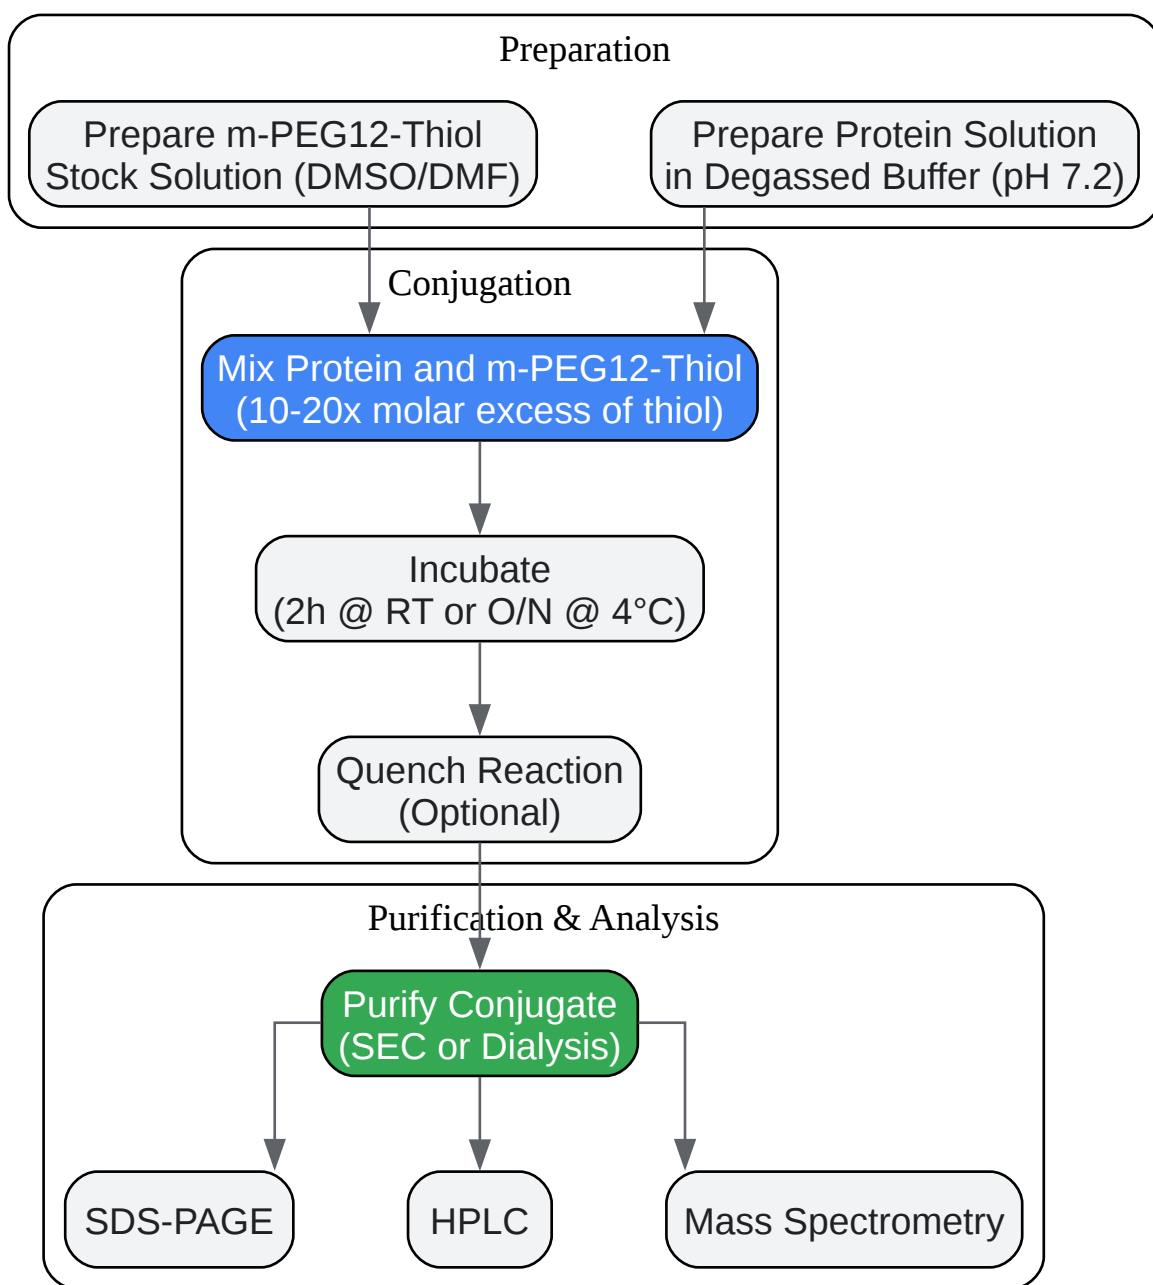 Preparation
Prepare m-PEG12-Thiol
Stock Solution (DMSO/DMF)
Prepare Protein Solution
in Degassed Buffer (pH 7.2)
Conjugation
Mix Protein and m-PEG12-Thiol
(10-20x molar excess of thiol)
Incubate
(2h @ RT or O/N @ 4°C)
Quench Reaction
(Optional)
Purification & Analysis
Purify Conjugate
(SEC or Dialysis)
SDS-PAGE
HPLC
Mass Spectrometry